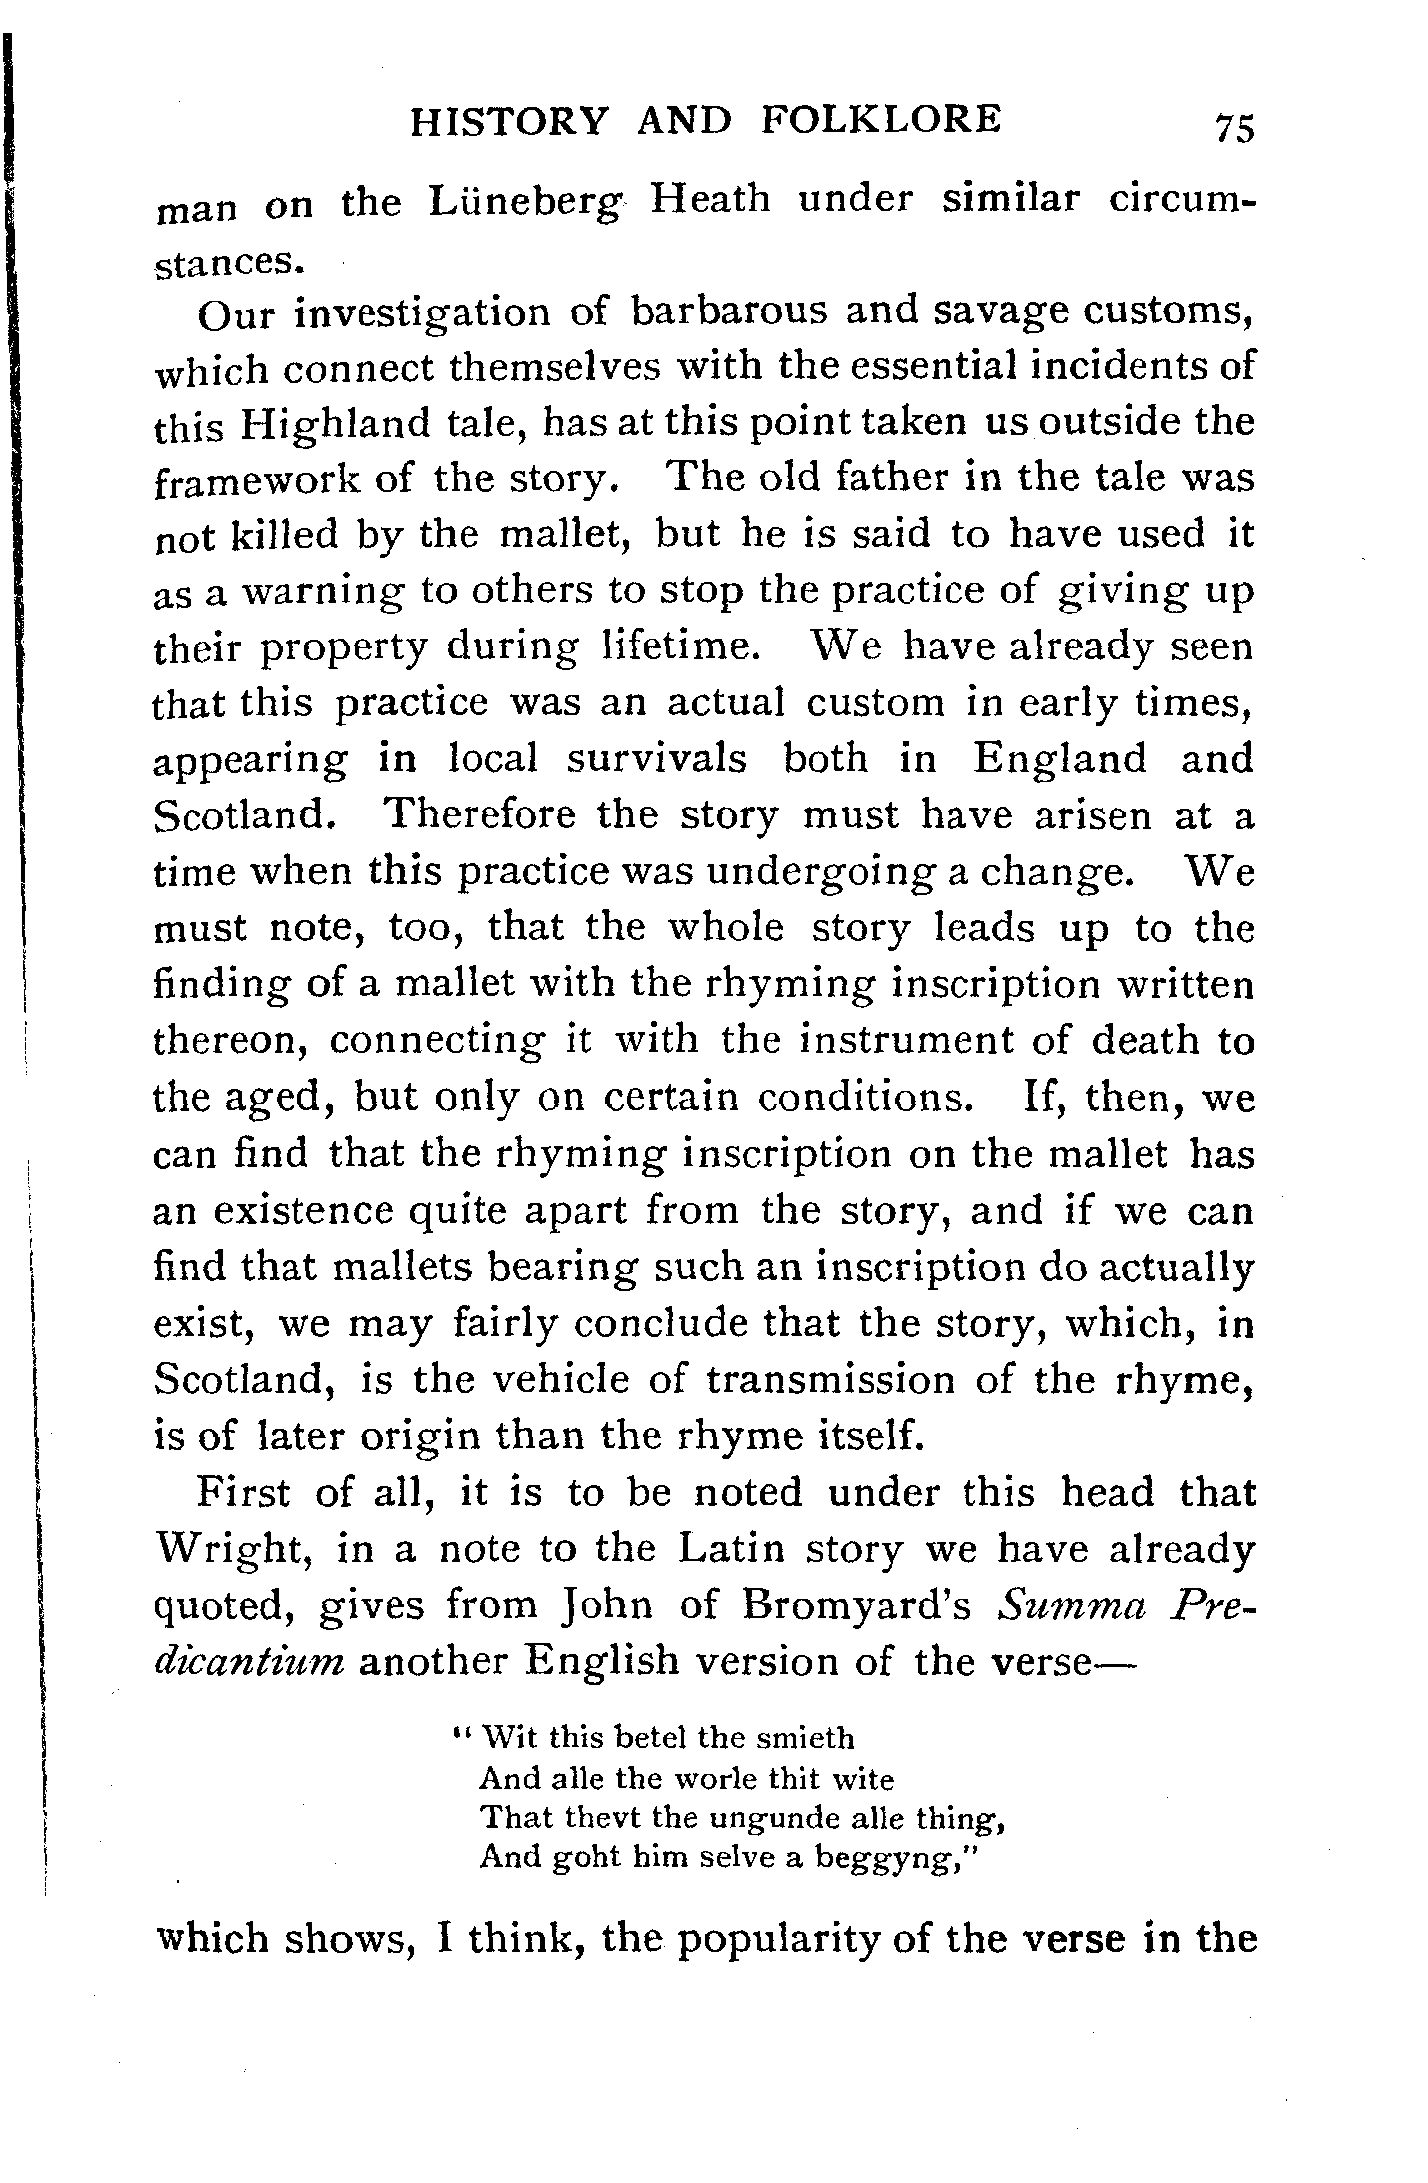 HISTORY AND FOLKLORE 75
man on the Lüneberg Heath under similar circum-
stances.
Our investigation of barbarous and savage customs,
which connect themselves with the essential incidents of
this Highland tale, has at this point taken us outside the
framework of the story. The old father in the tale was
not killed by the mallet, but he is said to have used it
as a warning to others to stop the practice of giving up
their property during lifetime. We have already seen
that this practice was an actual custom in early times,
appearing in local survivals both in England and
Scotland. Therefore the story must have arisen at a
time when this practice was undergoing a change. We
must note, too, that the whole story leads up to the
finding of a mallet with the rhyming inscription written
thereon, connecting it with the instrument of death to
the aged, but only on certain conditions. If, then, we
can find that the rhyming inscription on the mallet has
an existence quite apart from the story, and if we can
find that mallets bearing such an inscription do actually
exist, we may fairly conclude that the story, which, in
Scotland, is the vehicle of transmission of the rhyme,
is of later origin than the rhyme itself.
First of all, it is to be noted under this head that
Wright, in a note to the Latin story we have already
quoted, gives from John of Bromyard's Summa Pre-
dicantium another English version of the verse—
“ Wit this betel the smieth
And alle the worle thit wite
That thevt the ungunde alle thing,
And goht him selve a beggyng,”
which shows, I think, the popularity of the verse in the